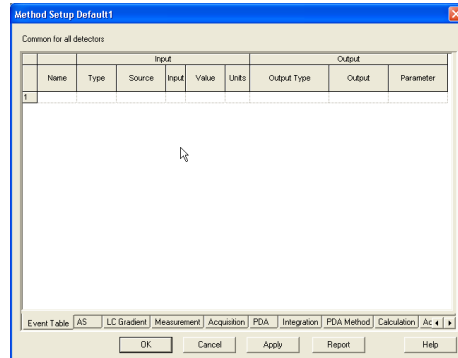 Method Setup Default1
Common for all detectors
Input Output
Name Type Source Input Value Units Output Type Output Parameter
1
Event Table AS LC Gradient Measurement Acquisition PDA Integration PDA Method Calculation Ac
OK Cancel Apply Report Help